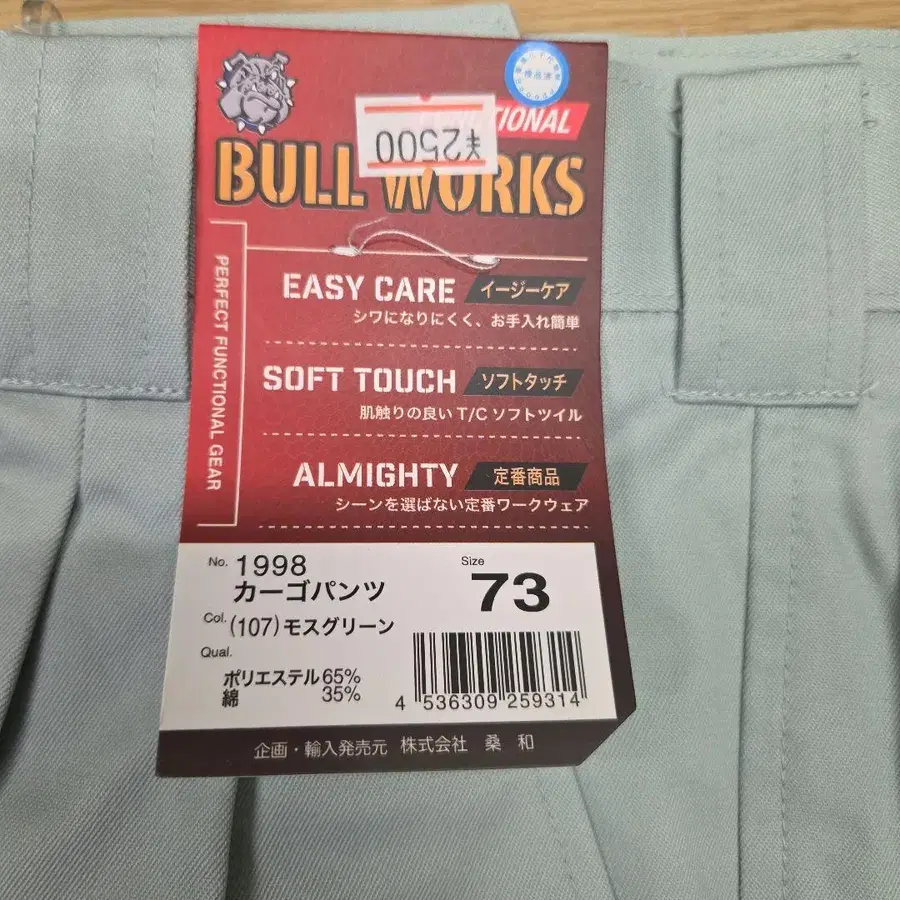 検品済
FUNCTIONAL
¥2500
BULL WORKS
PERFECT FUNCTIONAL GEAR
EASY CARE イージーケア
シワになりにくく、お手入れ簡単
SOFT TOUCH ソフトタッチ
肌触りの良いT/Cソフトツイル
ALMIGHTY 定番商品
シーンを選ばない定番ワークウェア
No. 1998
カーゴパンツ
Size
73
Col. (107)モスグリーン
Qual.
ポリエステル65%
綿 35%
4 536309 259314
企画・輸入発売元 株式会社 桑和